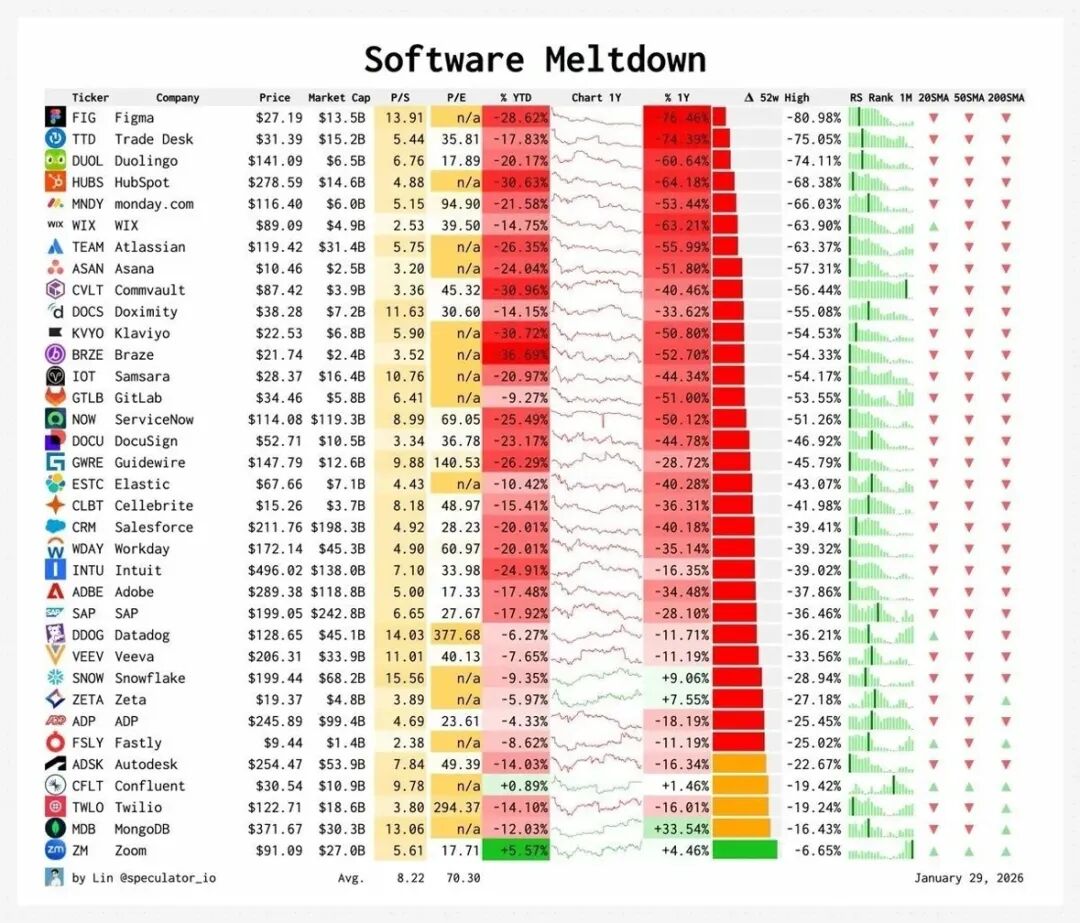 Software Meltdown
Ticker Company Price Market Cap P/S P/E % YTD Chart 1Y % 1Y Δ 52w High RS Rank 1M 20SMA 50SMA 200SMA
FIG Figma $27.19 $13.5B 13.91 n/a -28.62% -76.46% -80.98%
TTD Trade Desk $31.39 $15.2B 5.44 35.81 -17.83% -74.39% -75.05%
DUOL Duolingo $141.09 $6.5B 6.76 17.89 -20.17% -60.64% -74.11%
HUBS HubSpot $278.59 $14.6B 4.88 n/a -30.63% -64.18% -68.38%
MNDY monday.com $116.40 $6.0B 5.15 94.90 -21.58% -53.44% -66.03%
WIX WIX WIX $89.09 $4.9B 2.53 39.50 -14.75% -63.21% -63.90%
TEAM Atlassian $119.42 $31.4B 5.75 n/a -26.35% -55.99% -63.37%
ASAN Asana $10.46 $2.5B 3.20 n/a -24.04% -51.80% -57.31%
CVLT Commvault $87.42 $3.9B 3.36 45.32 -30.96% -40.46% -56.44%
DOCS Doximity $38.28 $7.2B 11.63 30.60 -14.15% -33.62% -55.08%
KVYO Klaviyo $22.53 $6.8B 5.90 n/a -30.72% -50.80% -54.53%
BRZE Braze $21.74 $2.4B 3.52 n/a -36.69% -52.70% -54.33%
IOT Samsara $28.37 $16.4B 10.76 n/a -20.97% -44.34% -54.17%
GTLB GitLab $34.46 $5.8B 6.41 n/a -9.27% -51.00% -53.55%
NOW ServiceNow $114.08 $119.3B 8.99 69.05 -25.49% -50.12% -51.26%
DOCU DocuSign $52.71 $10.5B 3.34 36.78 -23.17% -44.78% -46.92%
GWRE Guidewire $147.79 $12.6B 9.88 140.53 -26.29% -28.72% -45.79%
ESTC Elastic $67.66 $7.1B 4.43 n/a -10.42% -40.28% -43.07%
CLBT Cellebrite $15.26 $3.7B 8.18 48.97 -15.41% -36.31% -41.98%
CRM Salesforce $211.76 $198.3B 4.92 28.23 -20.01% -40.18% -39.41%
WDAY Workday $172.14 $45.3B 4.90 60.97 -20.01% -35.14% -39.32%
INTU Intuit $496.02 $138.0B 7.10 33.98 -24.91% -16.35% -39.02%
ADBE Adobe $289.38 $118.8B 5.00 17.33 -17.48% -34.48% -37.86%
SAP SAP SAP $199.05 $242.8B 6.65 27.67 -17.92% -28.10% -36.46%
DDOG Datadog $128.65 $45.1B 14.03 377.68 -6.27% -11.71% -36.21%
VEEV Veeva $206.31 $33.9B 11.01 40.13 -7.65% -11.19% -33.56%
SNOW Snowflake $199.44 $68.2B 15.56 n/a -9.35% +9.06% -28.94%
ZETA Zeta $19.37 $4.8B 3.89 n/a -5.97% +7.55% -27.18%
ADP ADP ADP $245.89 $99.4B 4.69 23.61 -4.33% -18.19% -25.45%
FSLY Fastly $9.44 $1.4B 2.38 n/a -8.62% -11.19% -25.02%
ADSK Autodesk $254.47 $53.9B 7.84 49.39 -14.03% -16.34% -22.67%
CFLT Confluent $30.54 $10.9B 9.78 n/a +0.89% +1.46% -19.42%
TWLO Twilio $122.71 $18.6B 3.80 294.37 -14.10% -16.01% -19.24%
MDB MongoDB $371.67 $30.3B 13.06 n/a -12.03% +33.54% -16.43%
zm ZM Zoom $91.09 $27.0B 5.61 17.71 +5.57% +4.46% -6.65%
by Lin @speculator_io Avg. 8.22 70.30 January 29, 2026